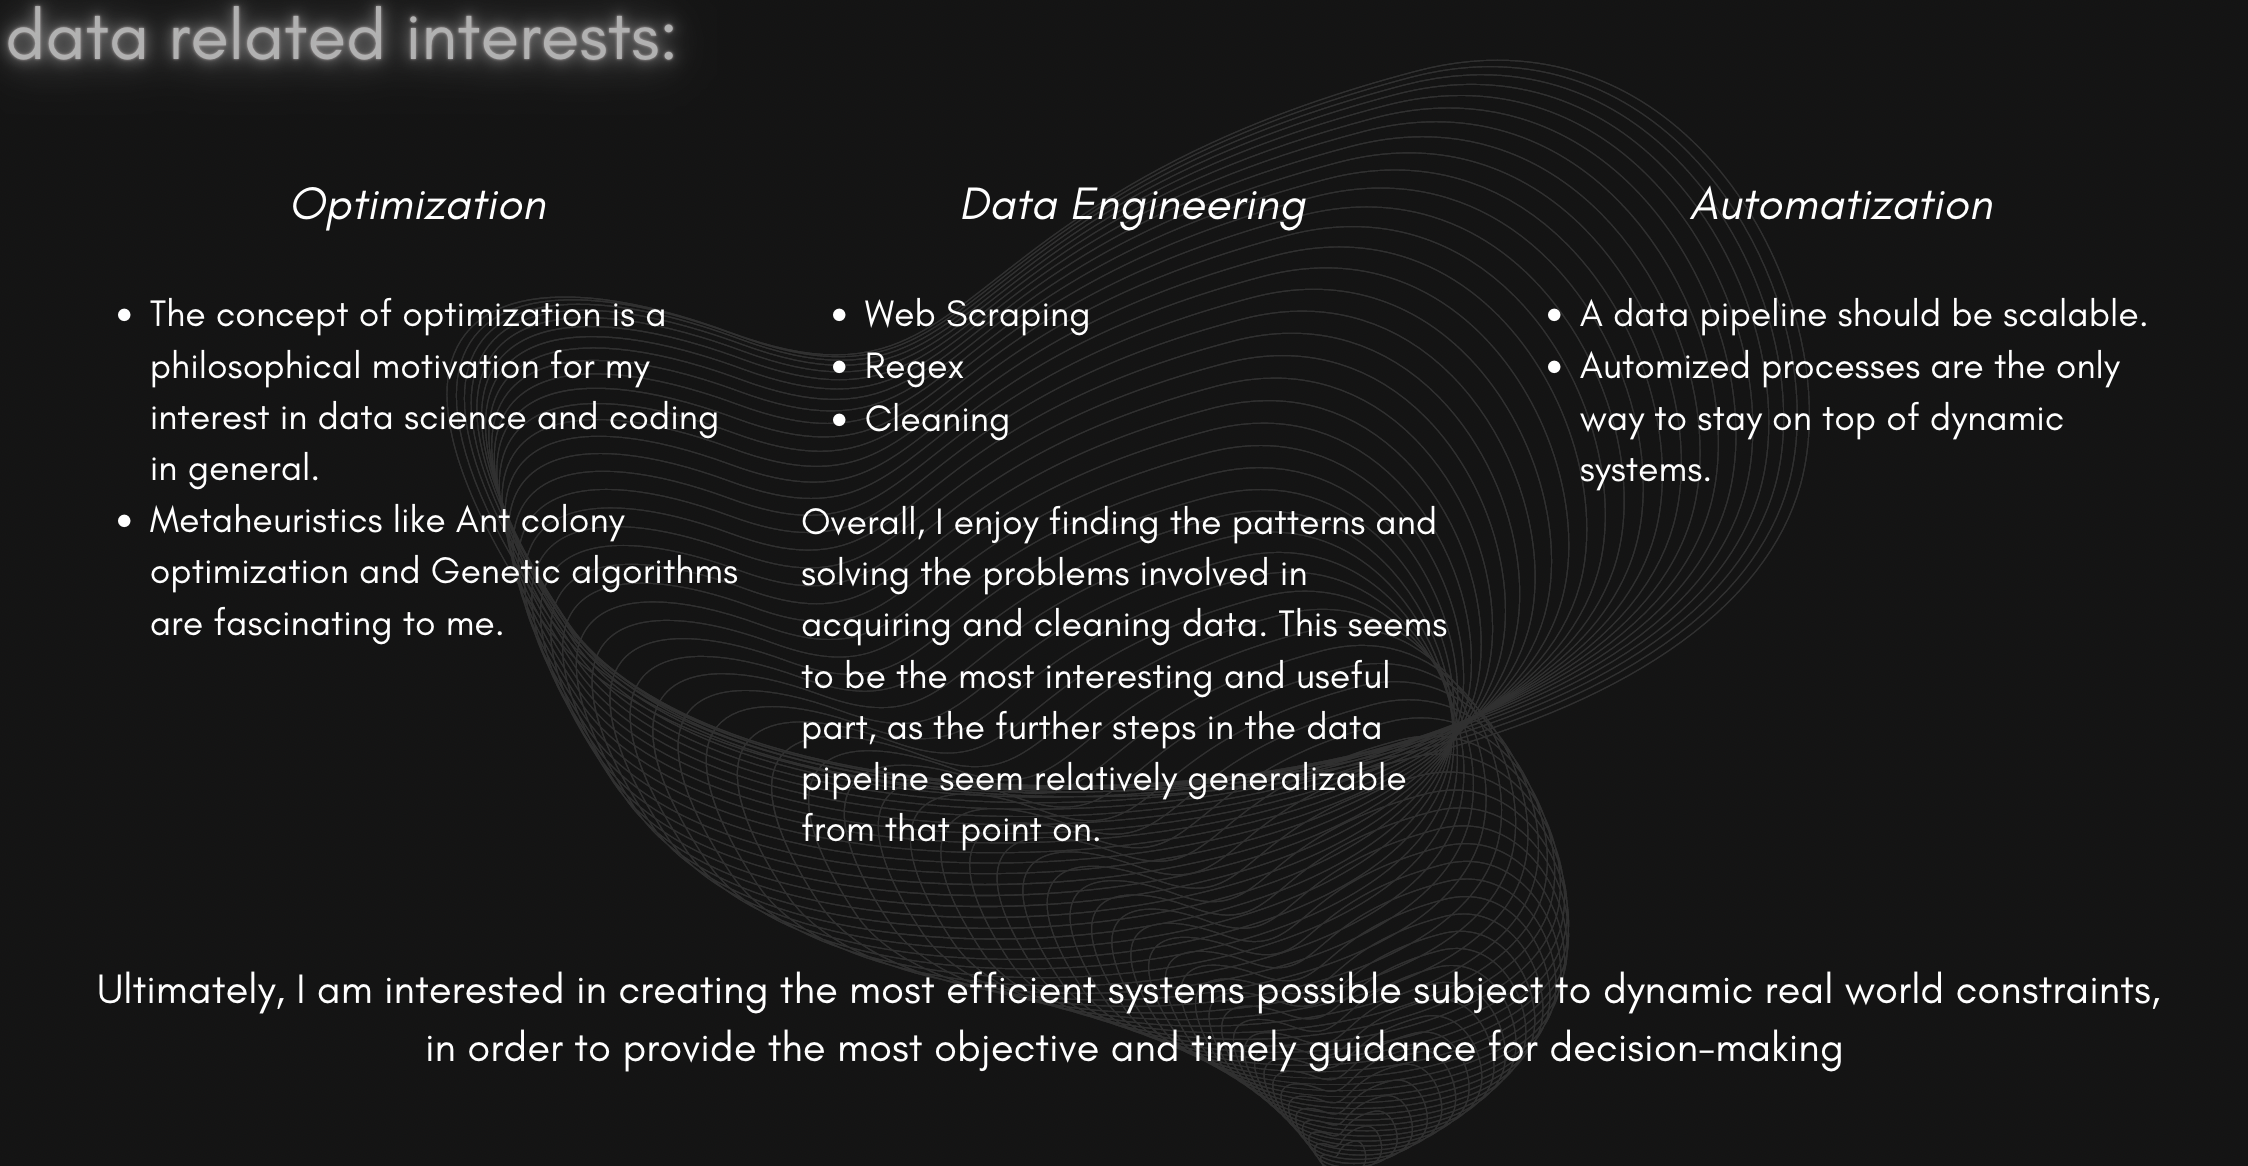 data related interests:
Optimization
• The concept of optimization is a
philosophical motivation for my
interest in data science and coding
in general.
• Metaheuristics like Ant colony
optimization and Genetic algorithms
are fascinating to me.
Data Engineering
• Web Scraping
• Regex
• Cleaning
Overall, I enjoy finding the patterns and
solving the problems involved in
acquiring and cleaning data. This seems
to be the most interesting and useful
part, as the further steps in the data
pipeline seem relatively generalizable
from that point on.
Automatization
• A data pipeline should be scalable.
• Automized processes are the only
way to stay on top of dynamic
systems.
Ultimately, I am interested in creating the most efficient systems possible subject to dynamic real world constraints,
in order to provide the most objective and timely guidance for decision-making